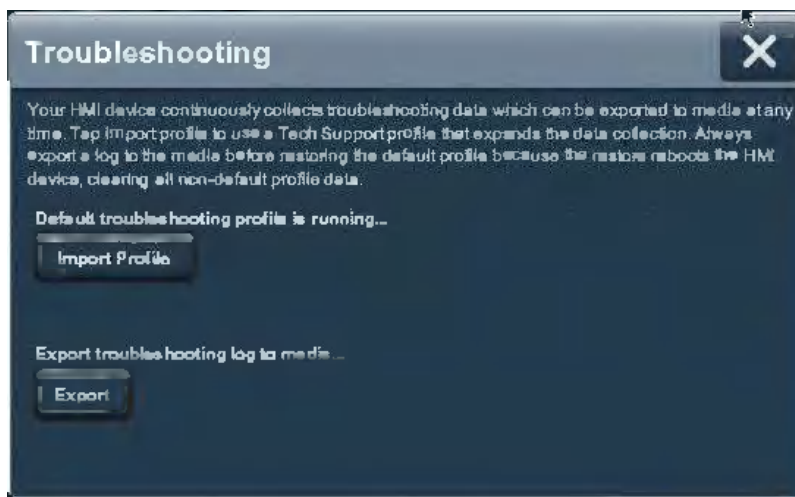 Troubleshooting
Your HMI device continuously collects troubleshooting data which can be exported to media at any
time. Tap Import profile to use a Tech Support profile that expands the data collection. Always
export a log to the media before restoring the default profile because the restore reboots the HMI
device, clearing all non-default profile data.
Default troubleshooting profile is running...
Import Profile
Export troubleshooting log to media...
Export